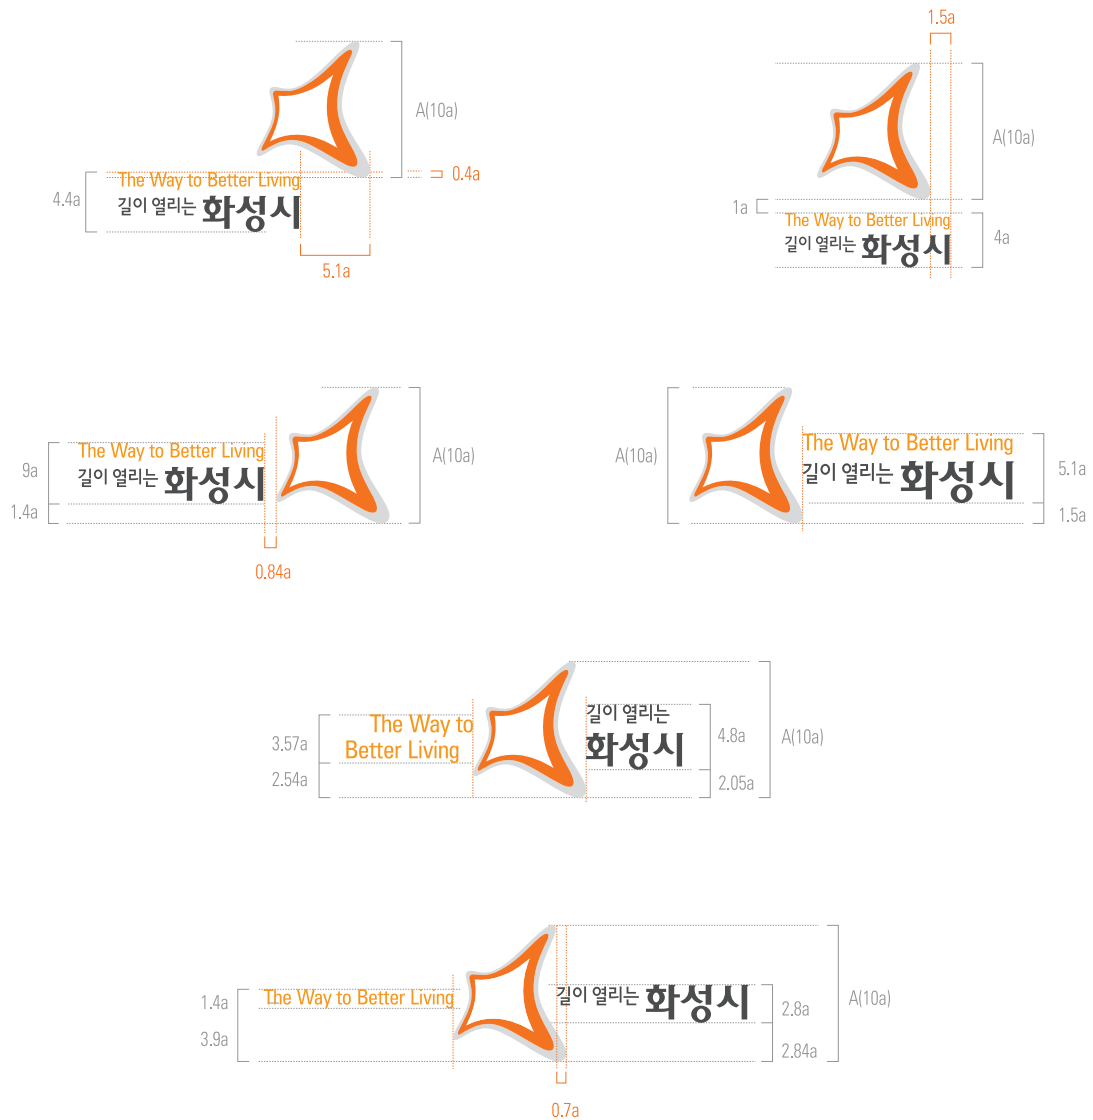 A(10a)
0.4a
The Way to Better Living
길이 열리는 화성시
4.4a
5.1a
1.5a
A(10a)
1a
The Way to Better Living
길이 열리는 화성시
4a
A(10a)
The Way to Better Living
길이 열리는 화성시
9a
1.4a
0.84a
A(10a)
The Way to Better Living
길이 열리는 화성시
5.1a
1.5a
The Way to
Better Living
3.57a
2.54a
길이 열리는
화성시
4.8a
2.05a
A(10a)
1.4a
3.9a
The Way to Better Living
길이 열리는 화성시
2.8a
2.84a
A(10a)
0.7a